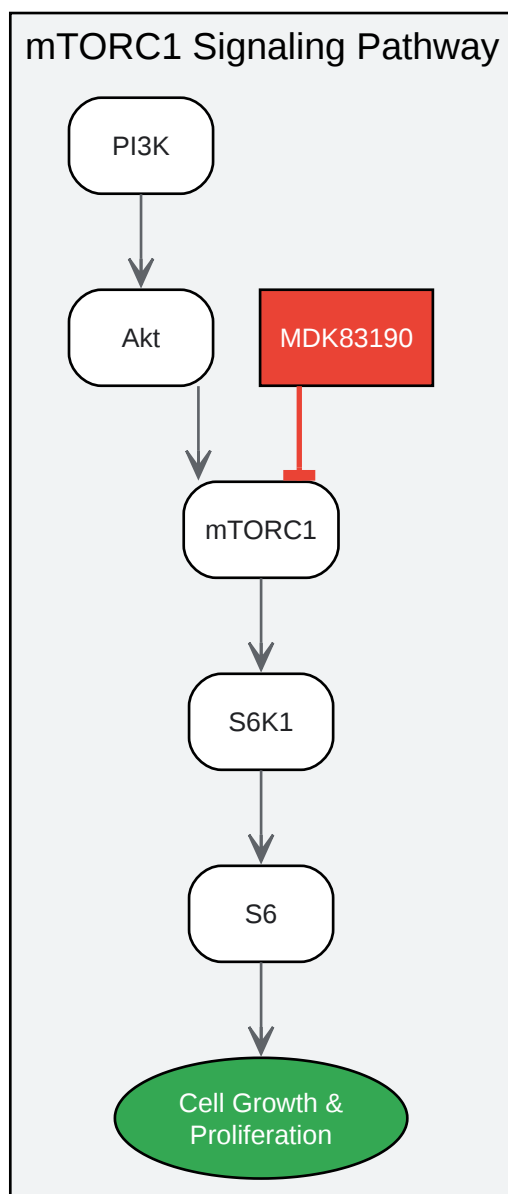 mTORC1 Signaling Pathway
PI3K
Akt
MDK83190
mTORC1
S6K1
S6
Cell Growth &
Proliferation